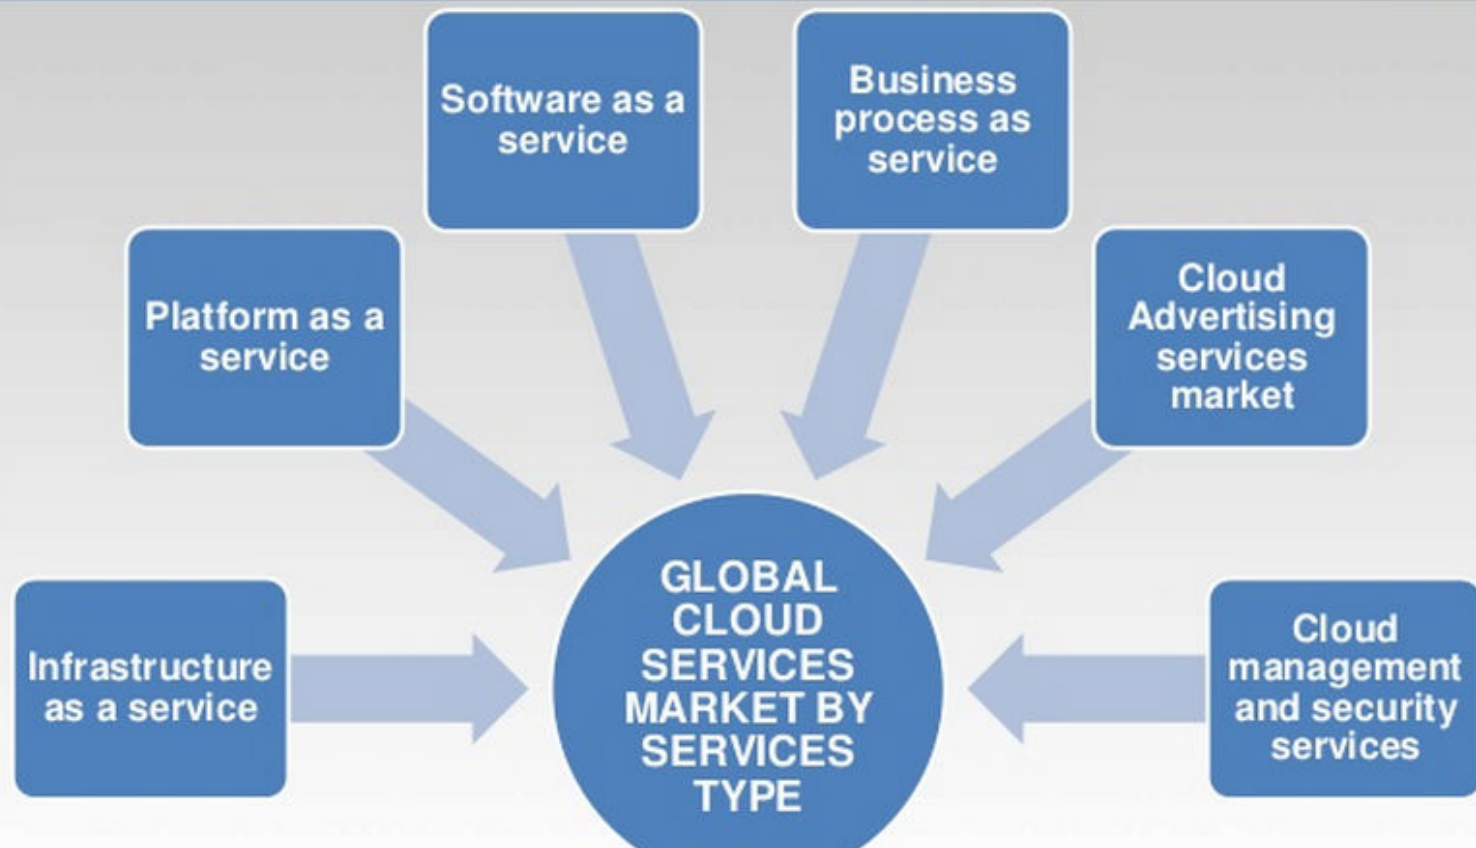 Software as a
service
Business
process as
service
Platform as a
service
Cloud
Advertising
services
market
Infrastructure
as a service
GLOBAL
CLOUD
SERVICES
MARKET BY
SERVICES
TYPE
Cloud
management
and security
services